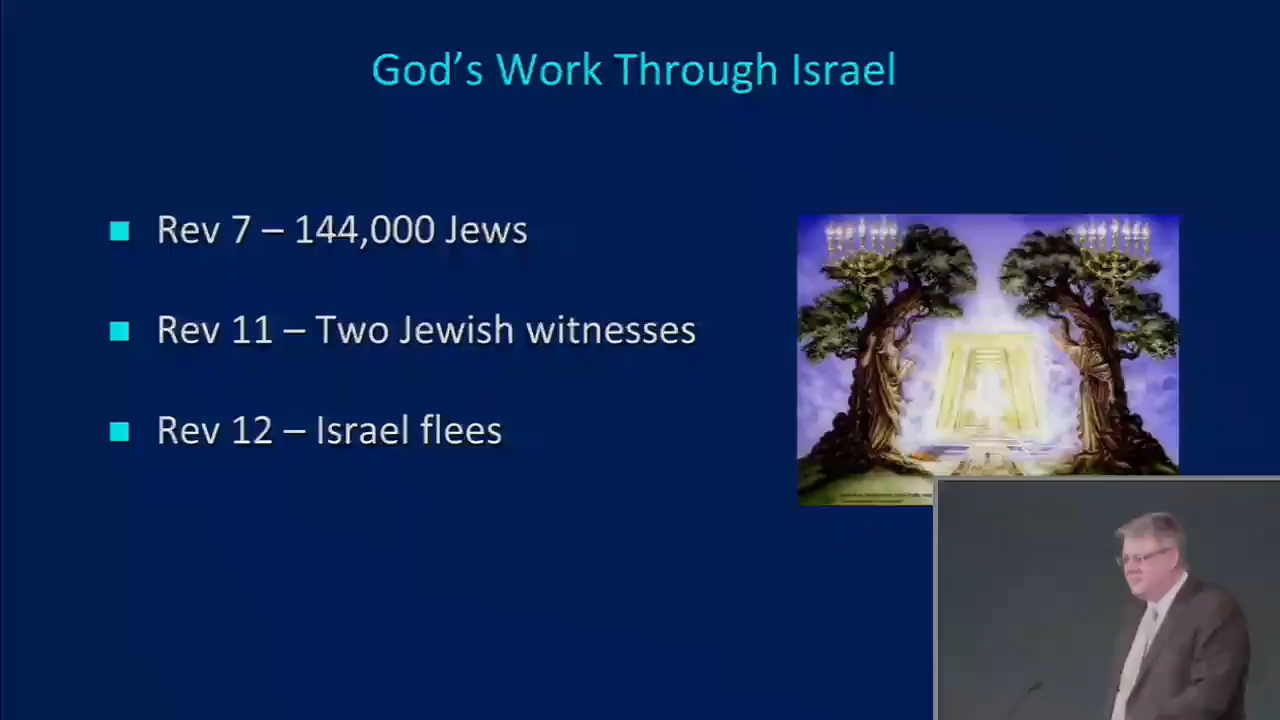 God’s Work Through Israel
■ Rev 7 – 144,000 Jews
■ Rev 11 – Two Jewish witnesses
■ Rev 12 – Israel flees